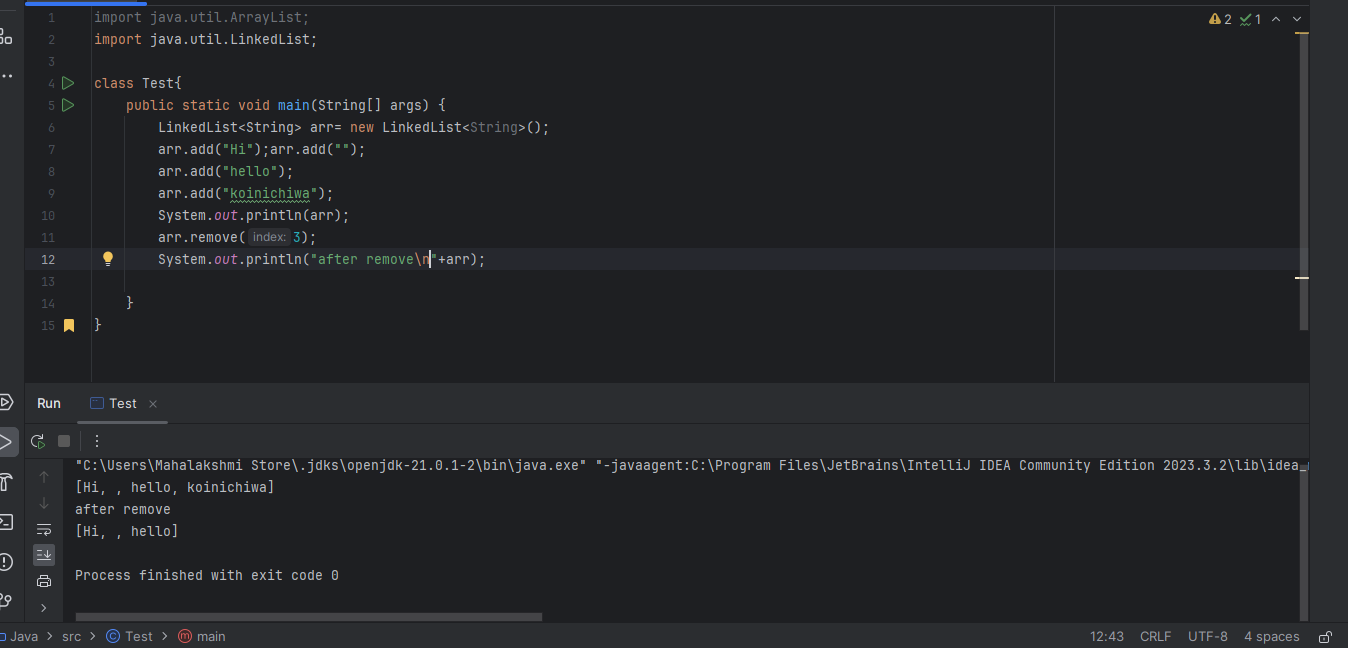 1 import java.util.ArrayList;
2 import java.util.LinkedList;
3
4 class Test{
5 public static void main(String[] args) {
6 LinkedList<String> arr= new LinkedList<String>();
7 arr.add("Hi");arr.add("");
8 arr.add("hello");
9 arr.add("koinichiwa");
10 System.out.println(arr);
11 arr.remove( index: 3);
12 System.out.println("after remove\n"+arr);
13
14 }
15 }
2 1
Run Test
"C:\Users\Mahalakshmi Store\.jdks\openjdk-21.0.1-2\bin\java.exe" "-javaagent:C:\Program Files\JetBrains\IntelliJ IDEA Community Edition 2023.3.2\lib\idea_
[Hi, , hello, koinichiwa]
after remove
[Hi, , hello]
Process finished with exit code 0
Java > src > Test > main 12:43 CRLF UTF-8 4 spaces